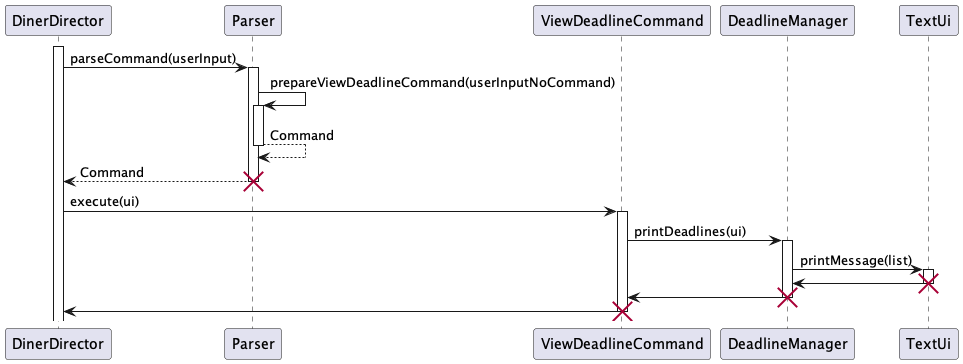 DinerDirector
Parser
ViewDeadlineCommand
DeadlineManager
TextUi
parseCommand(userInput)
prepareViewDeadlineCommand(userInputNoCommand)
Command
Command
execute(ui)
printDeadlines(ui)
printMessage(list)
DinerDirector
Parser
ViewDeadlineCommand
DeadlineManager
TextUi